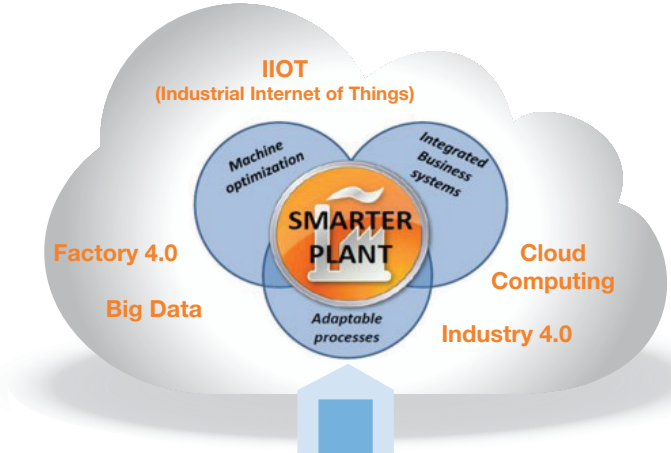 IIOT
(Industrial Internet of Things)
Machine
optimization
Integrated
Business
systems
SMARTER
PLANT
Factory 4.0
Cloud
Computing
Big Data
Adaptable
processes
Industry 4.0